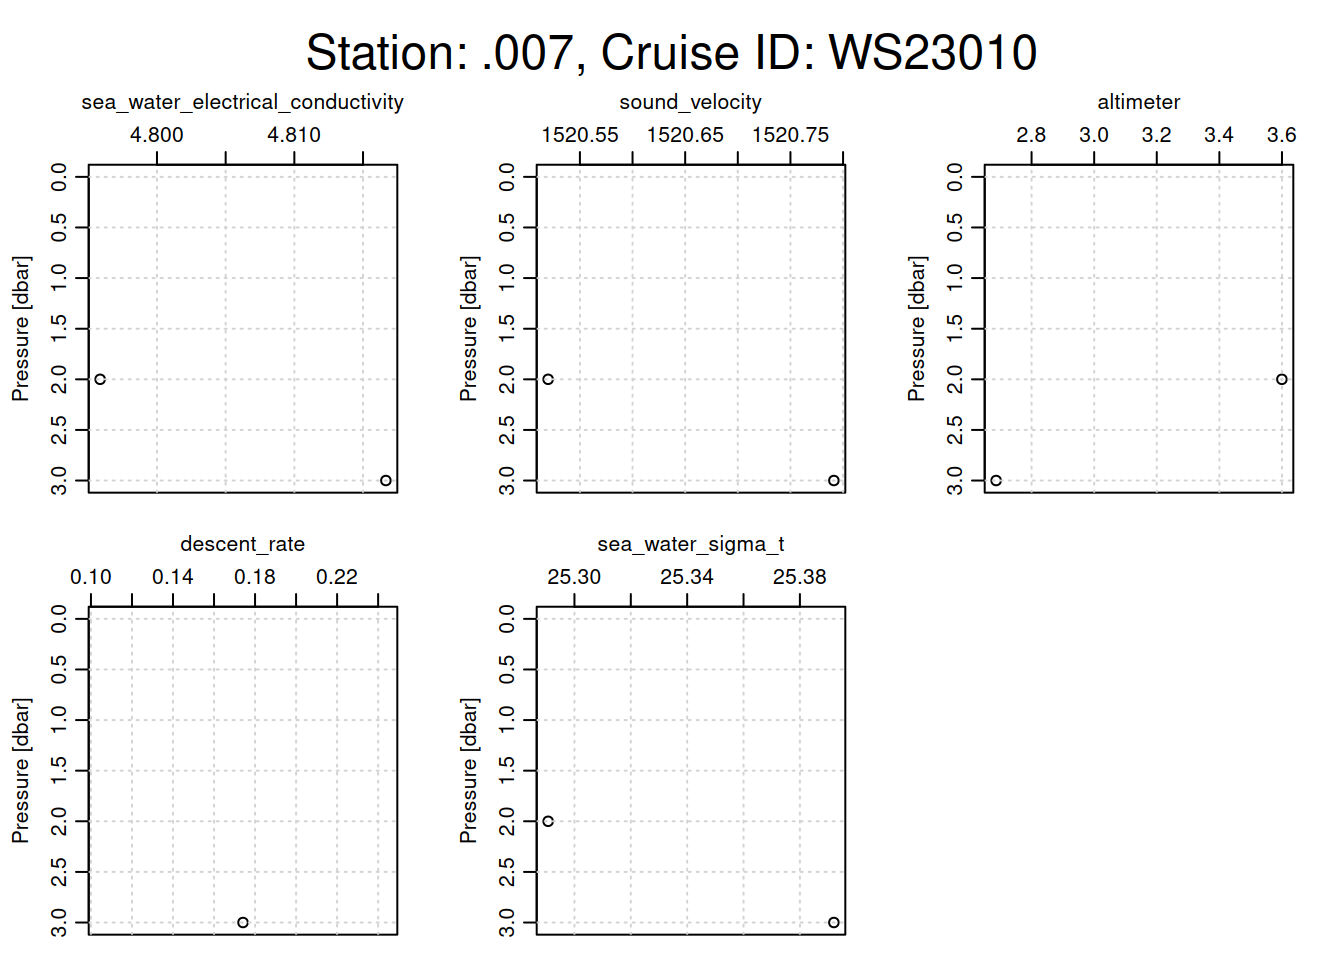 Station: .007, Cruise ID: WS23010
sea_water_electrical_conductivity
4.800 4.810
0.0 0.5 1.0 1.5 2.0 2.5 3.0
Pressure [dbar]
sound_velocity
1520.55 1520.65 1520.75
0.0 0.5 1.0 1.5 2.0 2.5 3.0
Pressure [dbar]
altimeter
2.8 3.0 3.2 3.4 3.6
0.0 0.5 1.0 1.5 2.0 2.5 3.0
Pressure [dbar]
descent_rate
0.10 0.14 0.18 0.22
0.0 0.5 1.0 1.5 2.0 2.5 3.0
Pressure [dbar]
sea_water_sigma_t
25.30 25.34 25.38
0.0 0.5 1.0 1.5 2.0 2.5 3.0
Pressure [dbar]